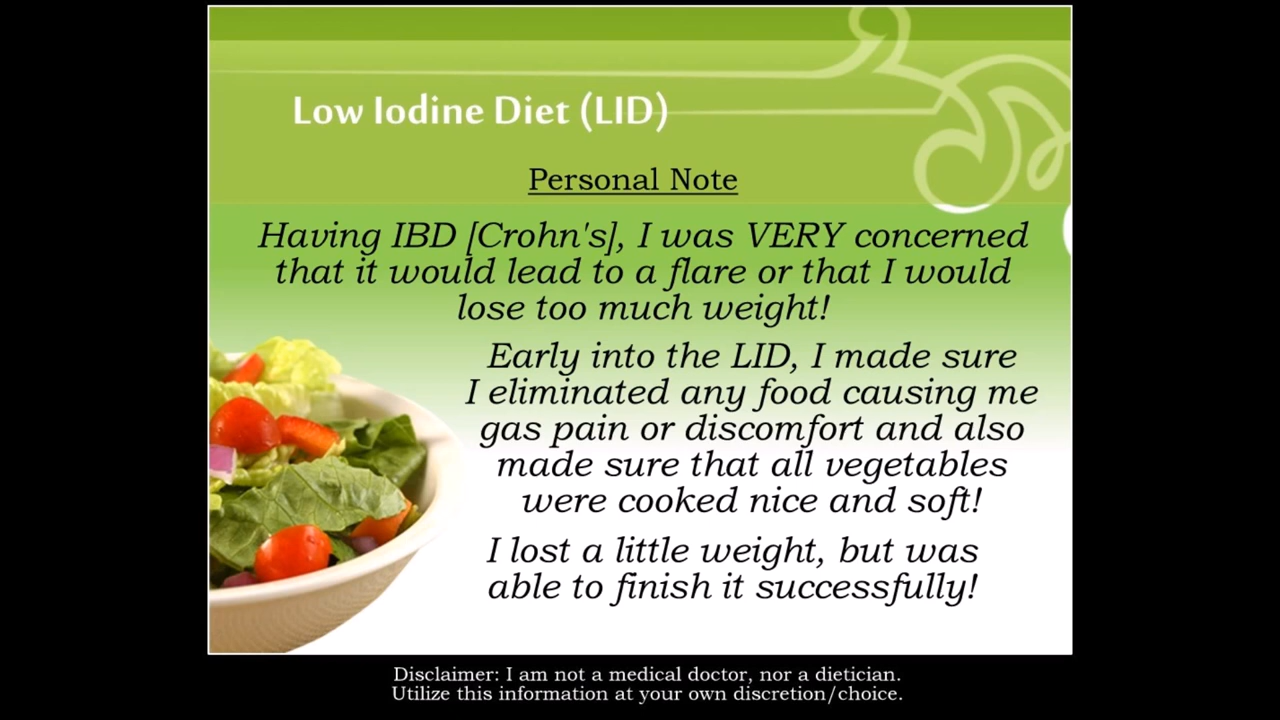 Low Iodine Diet (LID)
Personal Note
Having IBD [Crohn's], I was VERY concerned
that it would lead to a flare or that I would
lose too much weight!
Early into the LID, I made sure
I eliminated any food causing me
gas pain or discomfort and also
made sure that all vegetables
were cooked nice and soft!
I lost a little weight, but was
able to finish it successfully!
Disclaimer: I am not a medical doctor, nor a dietician.
Utilize this information at your own discretion/choice.